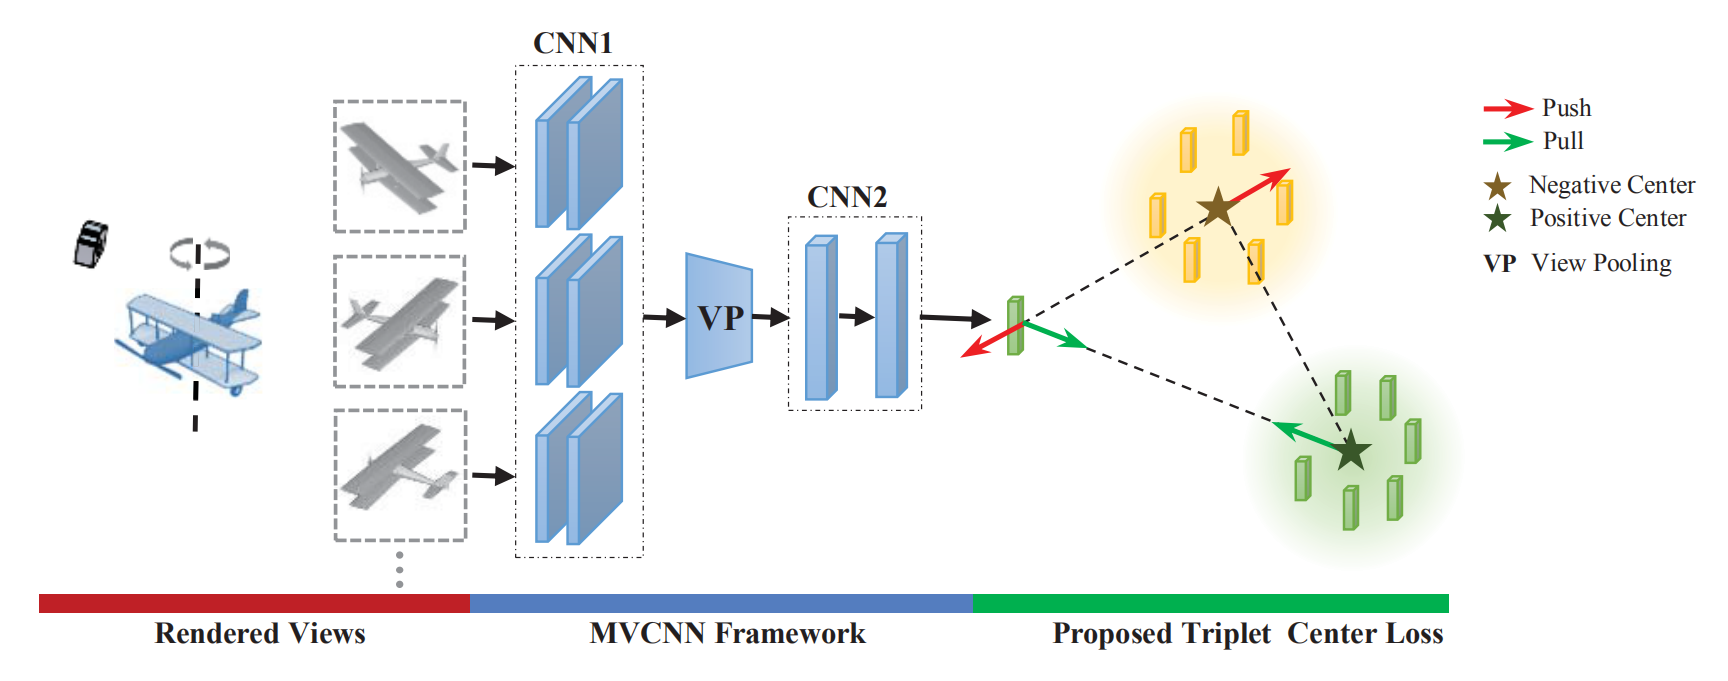 CNN1
CNN2
VP
Push
Pull
Negative Center
Positive Center
VP View Pooling
Rendered Views
MVCNN Framework
Proposed Triplet Center Loss